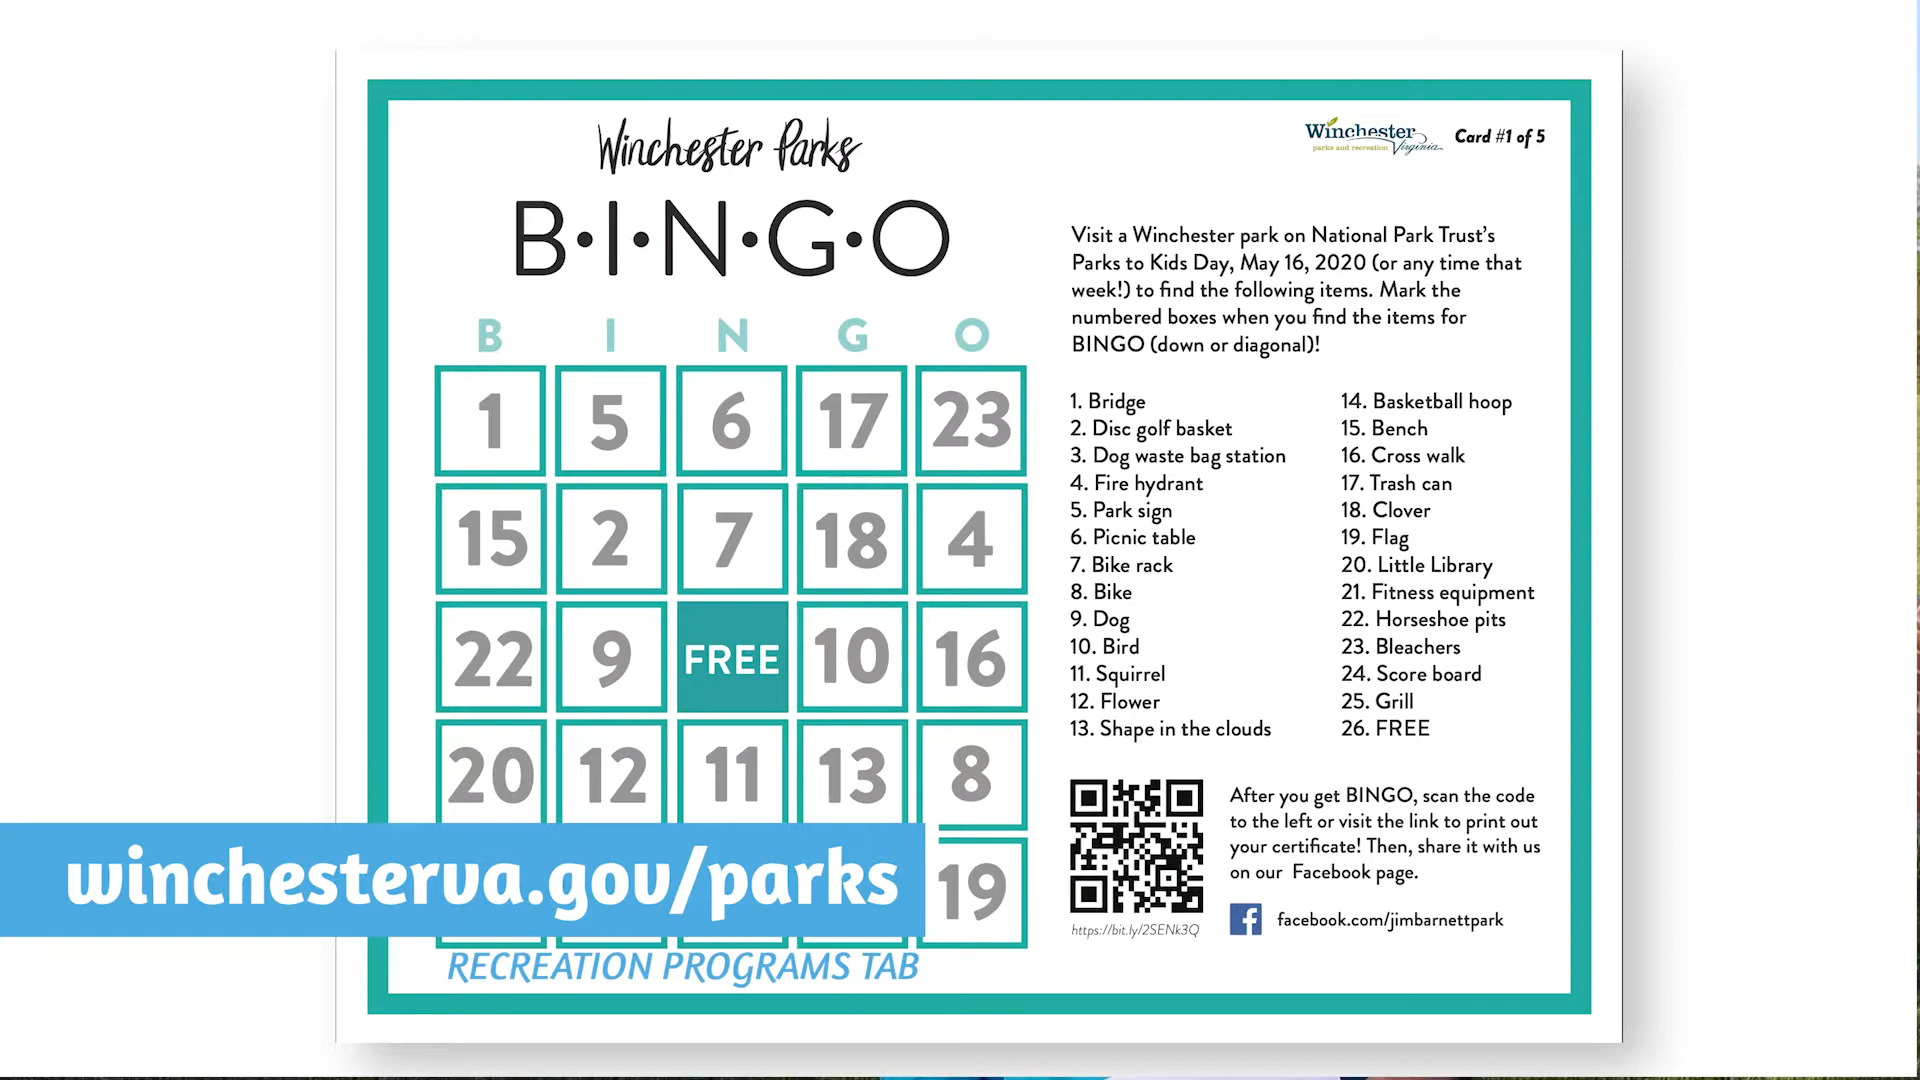 Winchester Parks
B•I•N•G•O
B I N G O
1 5 6 17 23
15 2 7 18 4
22 9 FREE 10 16
20 12 11 13 8
19
winchesterva.gov/parks
RECREATION PROGRAMS TAB
Winchester
parks and recreation Virginia
Card #1 of 5
Visit a Winchester park on National Park Trust's
Parks to Kids Day, May 16, 2020 (or any time that
week!) to find the following items. Mark the
numbered boxes when you find the items for
BINGO (down or diagonal)!
1. Bridge
2. Disc golf basket
3. Dog waste bag station
4. Fire hydrant
5. Park sign
6. Picnic table
7. Bike rack
8. Bike
9. Dog
10. Bird
11. Squirrel
12. Flower
13. Shape in the clouds
14. Basketball hoop
15. Bench
16. Cross walk
17. Trash can
18. Clover
19. Flag
20. Little Library
21. Fitness equipment
22. Horseshoe pits
23. Bleachers
24. Score board
25. Grill
26. FREE
https://bit.ly/2SENk3Q
After you get BINGO, scan the code
to the left or visit the link to print out
your certificate! Then, share it with us
on our Facebook page.
facebook.com/jimbarnettpark